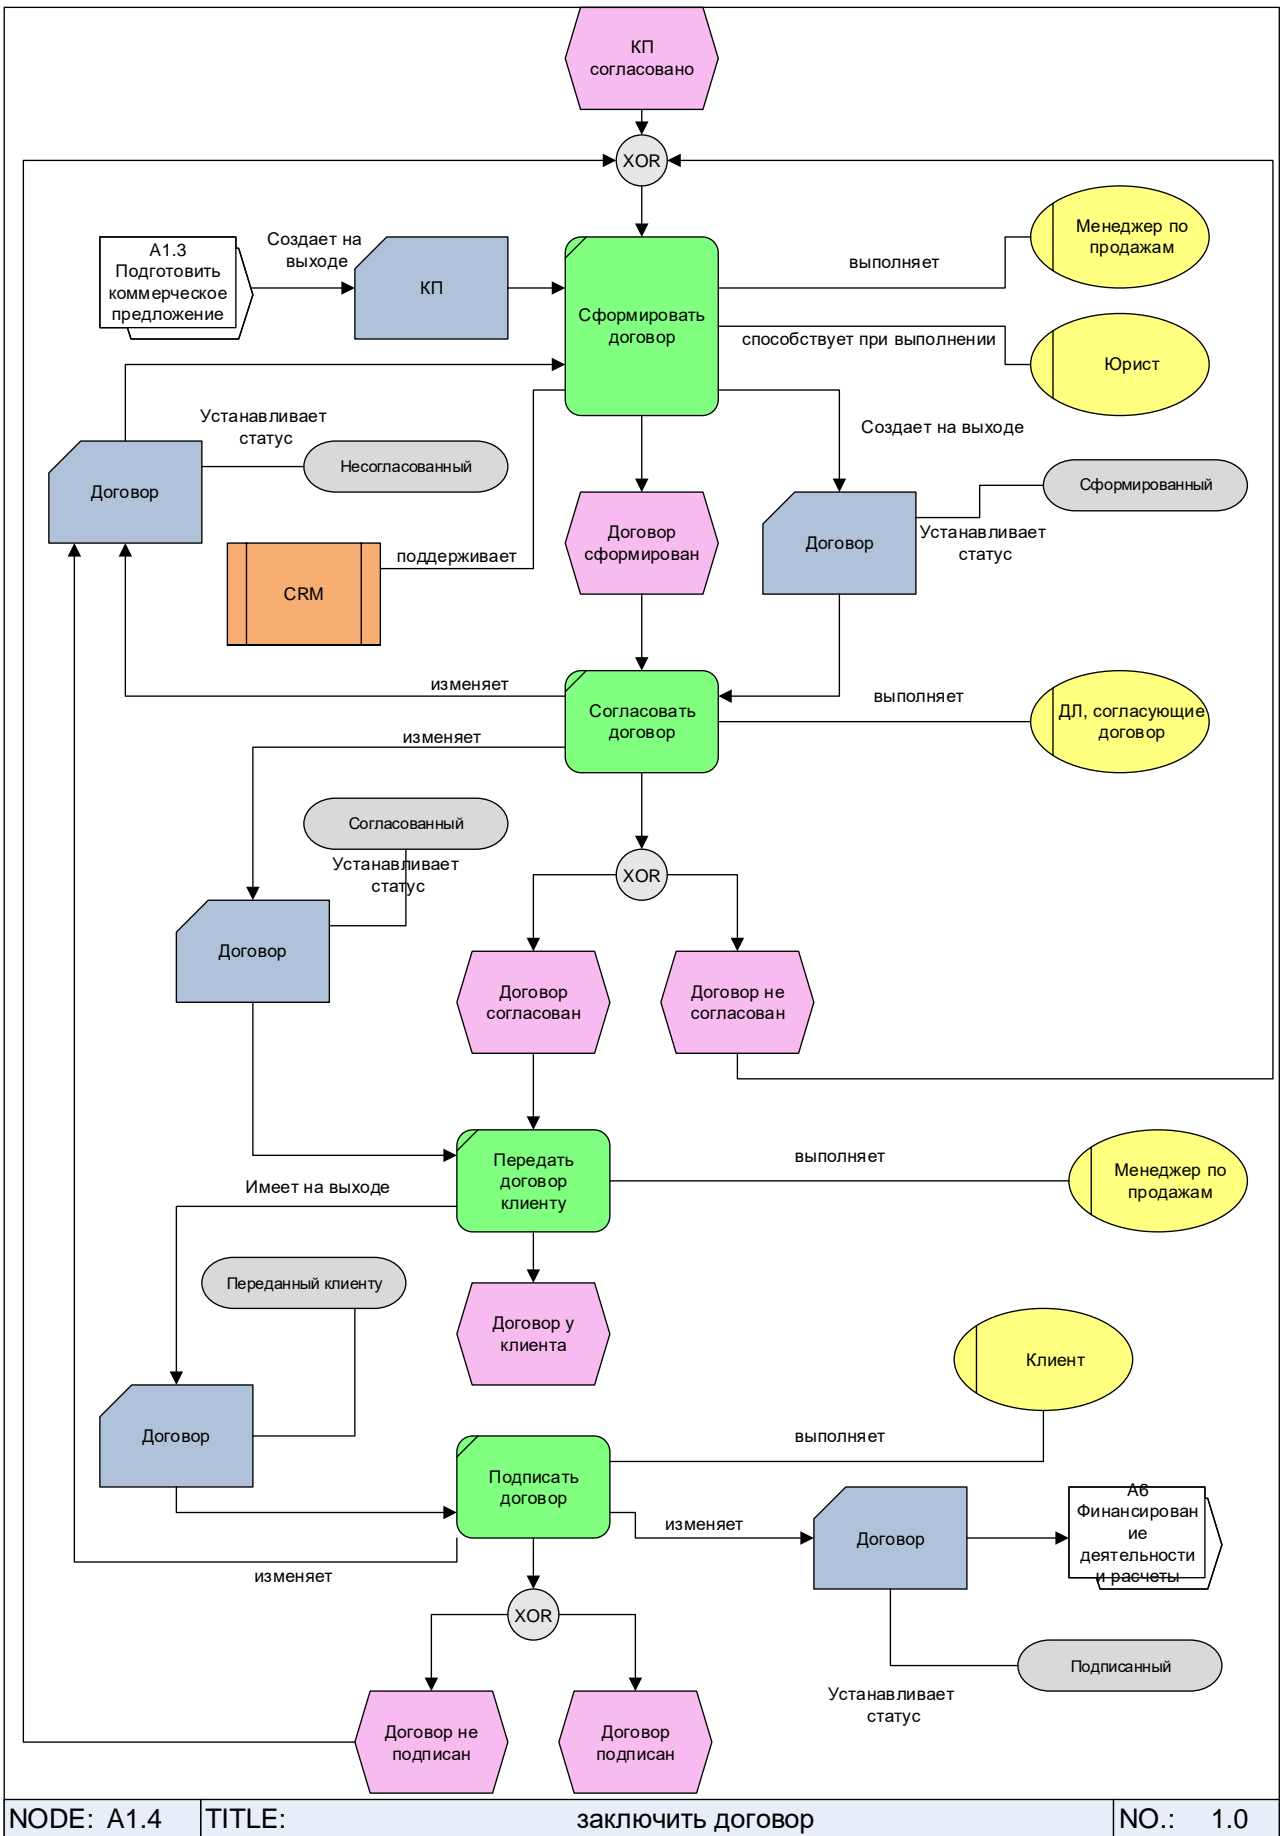 КП
согласовано
XOR
А1.3
Подготовить
коммерческое
предложение
Создает на
выходе
КП
Сформировать
договор
выполняет
Менеджер по
продажам
способствует при выполнении
Юрист
Устанавливает
статус
Несогласованный
Договор
Создает на выходе
Сформированный
Устанавливает
статус
Договор
Договор
сформирован
поддерживает
CRM
изменяет
Согласовать
договор
выполняет
ДЛ, согласующие
договор
изменяет
Согласованный
Устанавливает
статус
XOR
Договор
Договор
согласован
Договор не
согласован
Передать
договор
клиенту
выполняет
Менеджер по
продажам
Имеет на выходе
Переданный клиенту
Договор у
клиента
Клиент
Договор
выполняет
Подписать
договор
изменяет
Договор
А6
Финансирован
ие
деятельности
и расчеты
изменяет
XOR
Подписанный
Устанавливает
статус
Договор не
подписан
Договор
подписан
NODE: A1.4
TITLE:
заключить договор
NO.: 1.0